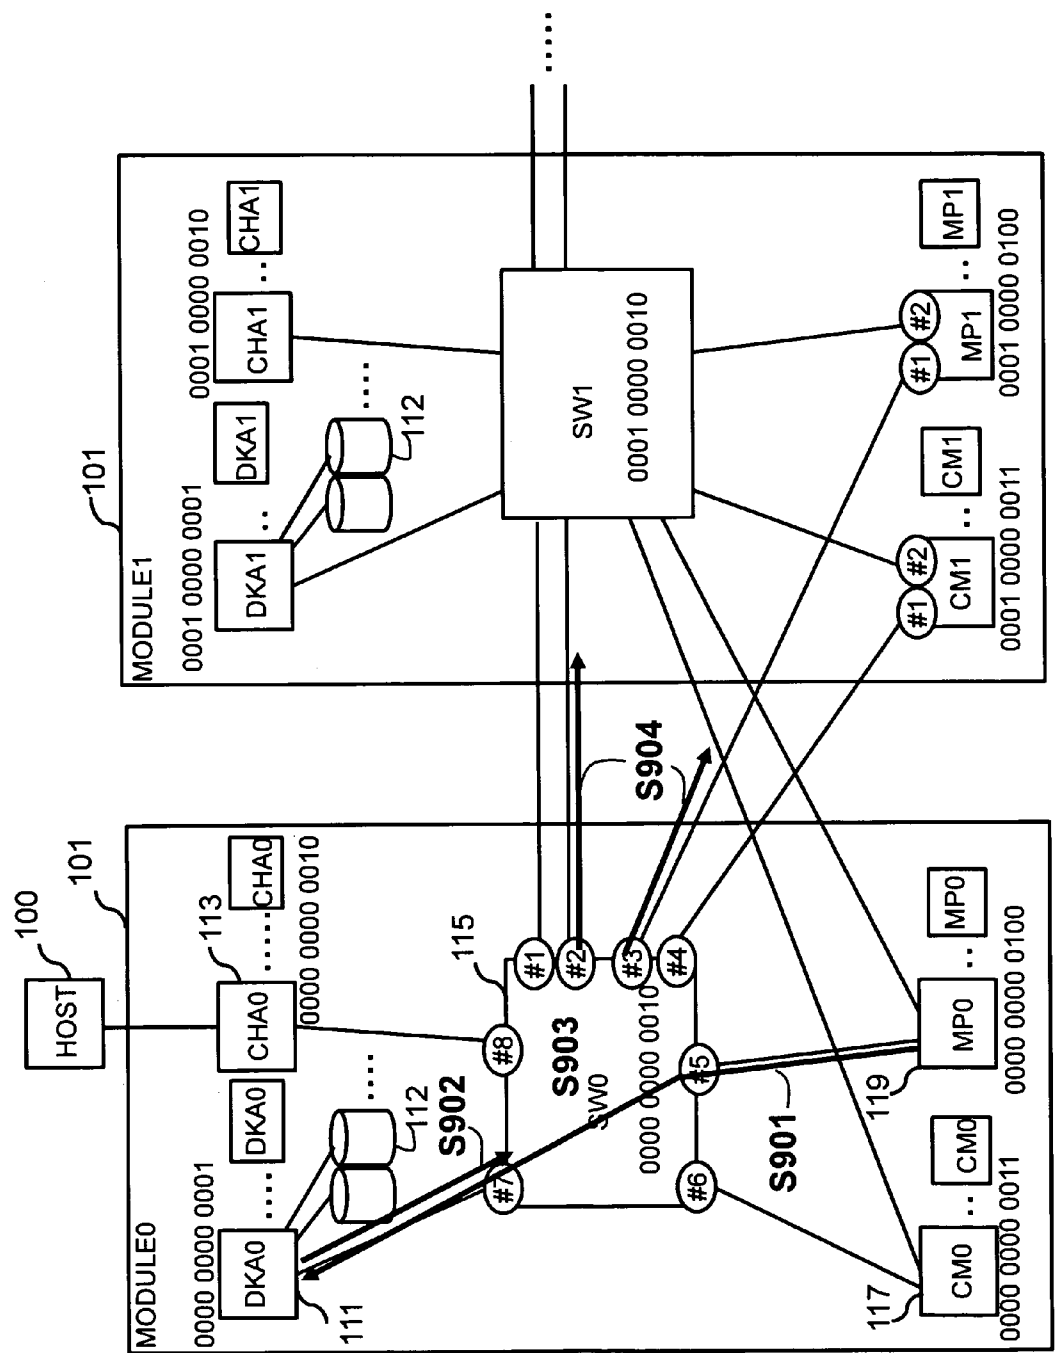 HOST
100
MODULE0
101
0000 0000 0001
DKA0
.....
DKA0
CHA0
113
.....
CHA0
0000 0000 0010
111
112
.....
S902
115
#7
#8
#1
#2
#3
#4
#5
#6
S903
SW0
0000 0000 0010
S901
S904
117
CM0
..
CM0
0000 0000 0011
119
MP0
..
MP0
0000 0000 0100
MODULE1
101
0001 0000 0001
DKA1
..
DKA1
0001 0000 0010
CHA1
..
CHA1
112
.....
SW1
0001 0000 0010
.....
#1
#2
CM1
..
CM1
0001 0000 0011
#1
#2
MP1
..
MP1
0001 0000 0100